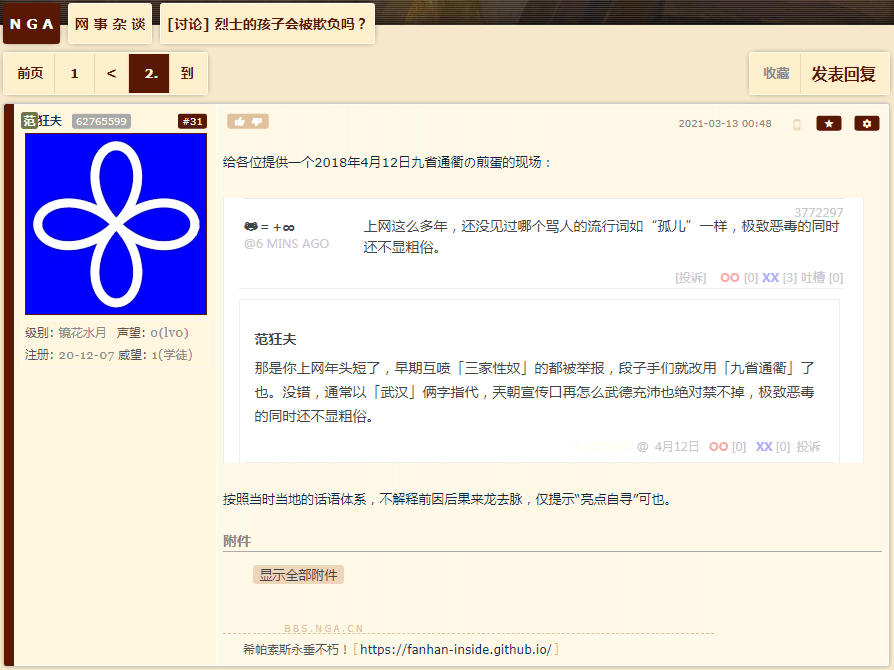 NGA 网事杂谈 [讨论] 烈士的孩子会被欺负吗？
前页 1 < 2. 到 收藏 发表回复
范狂夫 62765599 #31
2021-03-13 00:48
给各位提供一个2018年4月12日九省通衢の煎蛋的现场：
3772297
= +∞
@6 MINS AGO
上网这么多年，还没见过哪个骂人的流行词如“孤儿”一样，极致恶毒的同时
还不显粗俗。
[投诉] OO [0] XX [3] 吐槽 [0]
范狂夫
那是你上网年头短了，早期互喷「三家性奴」的都被举报，段子手们就改用「九省通衢」了
也。没错，通常以「武汉」俩字指代，天朝宣传口再怎么武德充沛也绝对禁不掉，极致恶毒
的同时还不显粗俗。
@ 4月12日 OO [0] XX [0] 投诉
级别: 镜花水月 声望: 0(lv0)
注册: 20-12-07 威望: 1(学徒)
按照当时当地的话语体系，不解释前因后果来龙去脉，仅提示“亮点自寻”可也。
附件
显示全部附件
BBS.NGA.CN
希帕索斯永垂不朽！[ https://fanhan-inside.github.io/ ]